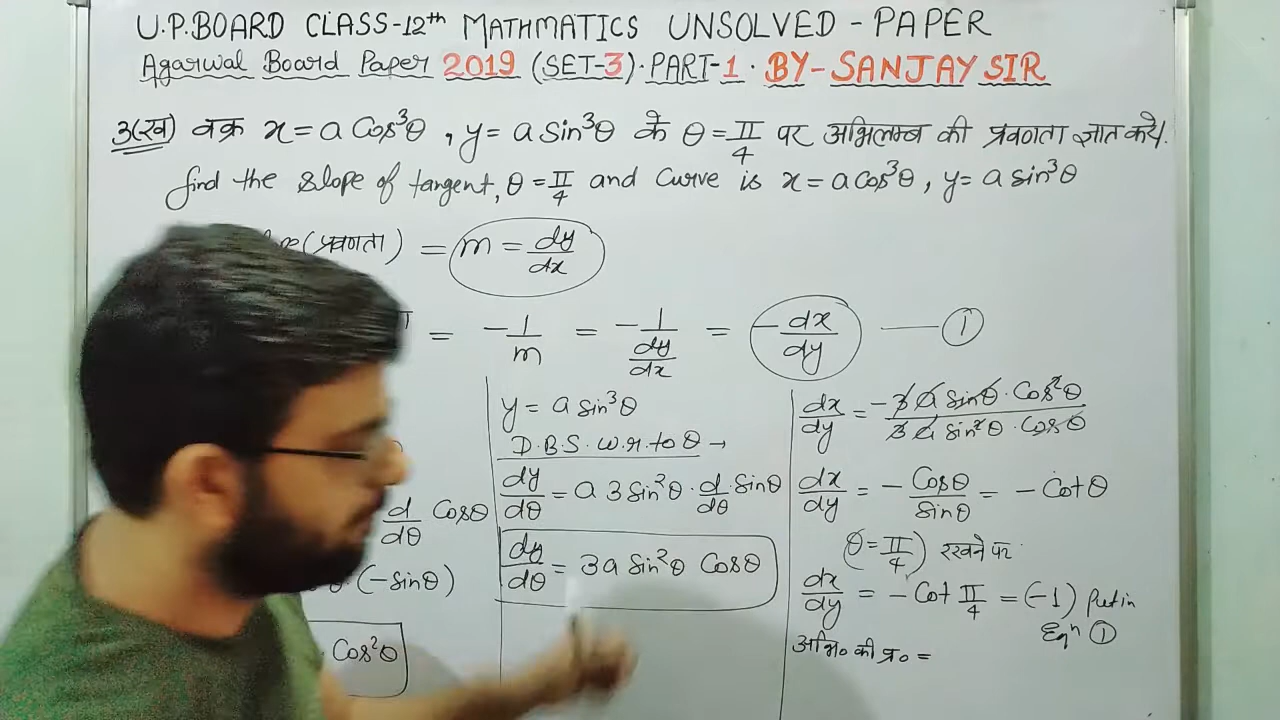 U.P.BOARD CLASS-12th MATHMATICS UNSOLVED - PAPER
Agarwal Board Paper 2019 (SET-3) · PART-1 · BY-SANJAY SIR
3(ख) वक्र x = a Cos³θ , y = a Sin³θ के θ = π/4 पर अभिलम्ब की प्रवणता ज्ञात करो।
find the slope of tangent, θ = π/4 and curve is x = a cos³θ , y = a sin³θ
(प्रवणता) = m = dy/dx
= -1/m = -1/(dy/dx) = -dx/dy —— ①
d/dθ Cosθ
(-sinθ)
Cos²θ
y = a sin³θ
D.B.S. w.r.to θ →
dy/dθ = a 3 sin²θ · d/dθ · Sinθ
dy/dθ = 3a Sin²θ Cosθ
dx/dy = -3 a Sinθ · Cos²θ / 3 a Sin²θ · Cosθ
dx/dy = - Cosθ/Sinθ = - Cotθ
(θ = π/4) रखने पर
dx/dy = - Cot π/4 = (-1) Put in
Eqⁿ ①
अभि० की प्र० =